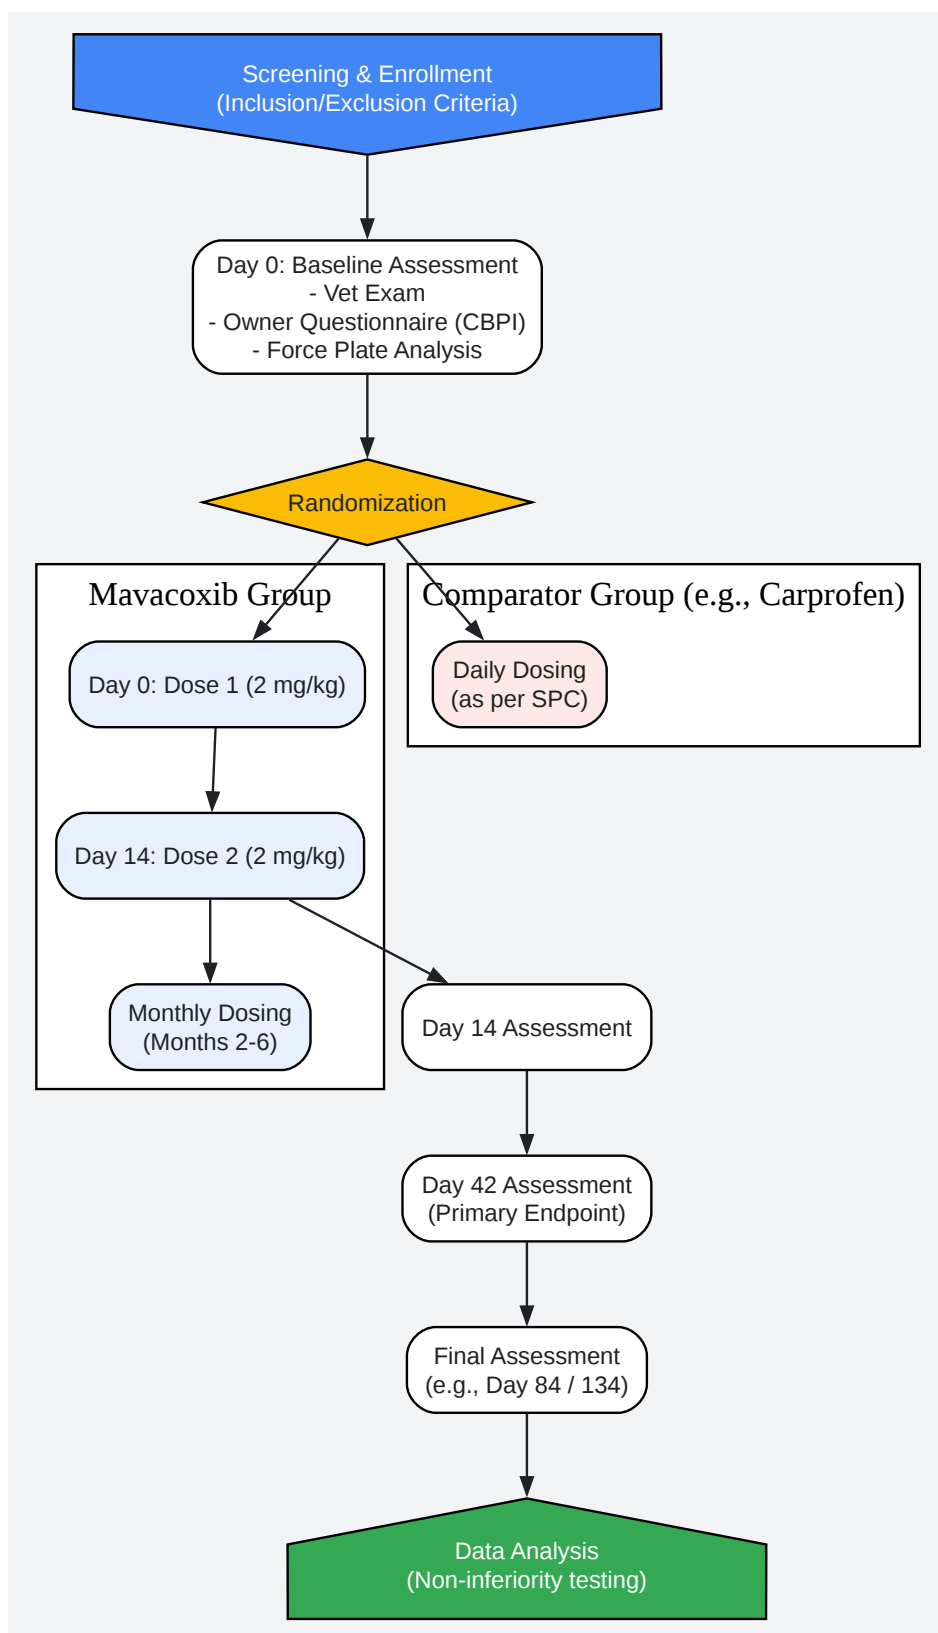 Screening & Enrollment
(Inclusion/Exclusion Criteria)
Day 0: Baseline Assessment
- Vet Exam
- Owner Questionnaire (CBPI)
- Force Plate Analysis
Randomization
Mavacoxib Group
Comparator Group (e.g., Carprofen)
Day 0: Dose 1 (2 mg/kg)
Daily Dosing
(as per SPC)
Day 14: Dose 2 (2 mg/kg)
Monthly Dosing
(Months 2-6)
Day 14 Assessment
Day 42 Assessment
(Primary Endpoint)
Final Assessment
(e.g., Day 84 / 134)
Data Analysis
(Non-inferiority testing)